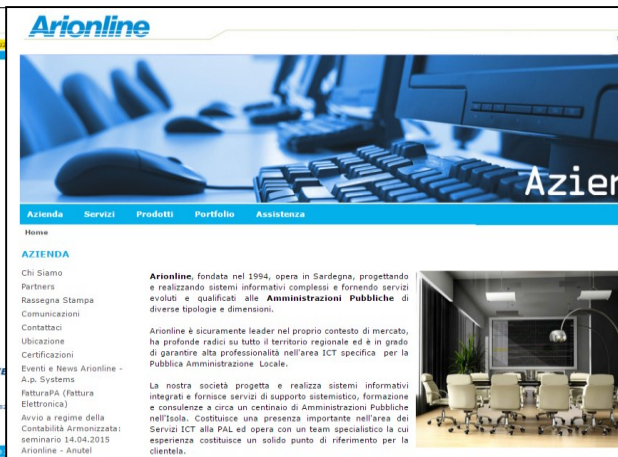 Arionline
Azien
Azienda Servizi Prodotti Portfolio Assistenza
Home
AZIENDA
Chi Siamo
Partners
Rassegna Stampa
Comunicazioni
Contattaci
Ubicazione
Certificazioni
Eventi e News Arionline -
A.p. Systems
FatturaPA (Fattura
Elettronica)
Avvio a regime della
Contabilità Armonizzata:
seminario 14.04.2015
Arionline - Anutel
Arionline, fondata nel 1994, opera in Sardegna, progettando
e realizzando sistemi informativi complessi e fornendo servizi
evoluti e qualificati alle Amministrazioni Pubbliche di
diverse tipologie e dimensioni.
Arionline è sicuramente leader nel proprio contesto di mercato,
ha profonde radici su tutto il territorio regionale ed è in grado
di garantire alta professionalità nell'area ICT specifica per la
Pubblica Amministrazione Locale.
La nostra società progetta e realizza sistemi informativi
integrati e fornisce servizi di supporto sistemistico, formazione
e consulenze a circa un centinaio di Amministrazioni Pubbliche
nell'Isola. Costituisce una presenza importante nell'area dei
Servizi ICT alla PAL ed opera con un team specialistico la cui
esperienza costituisce un solido punto di riferimento per la
clientela.